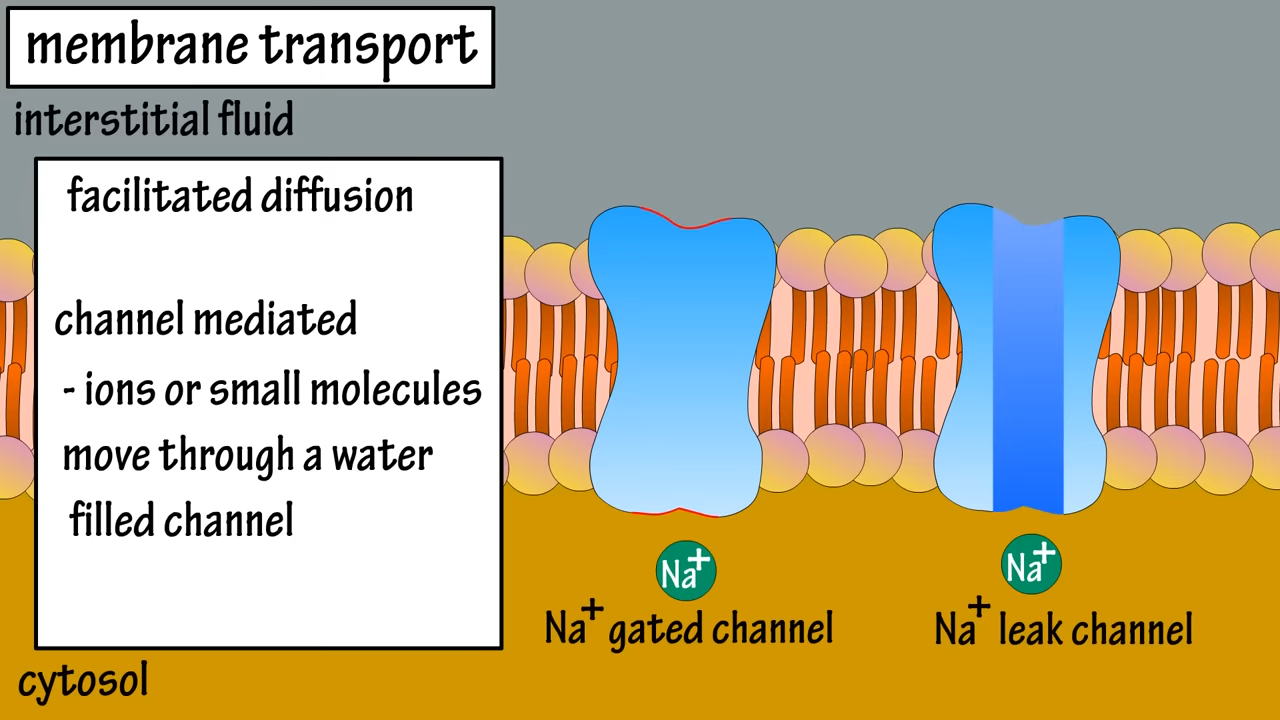 membrane transport
interstitial fluid
facilitated diffusion
channel mediated
- ions or small molecules
move through a water
filled channel
Na+
Na+
Na+ gated channel
Na+ leak channel
cytosol